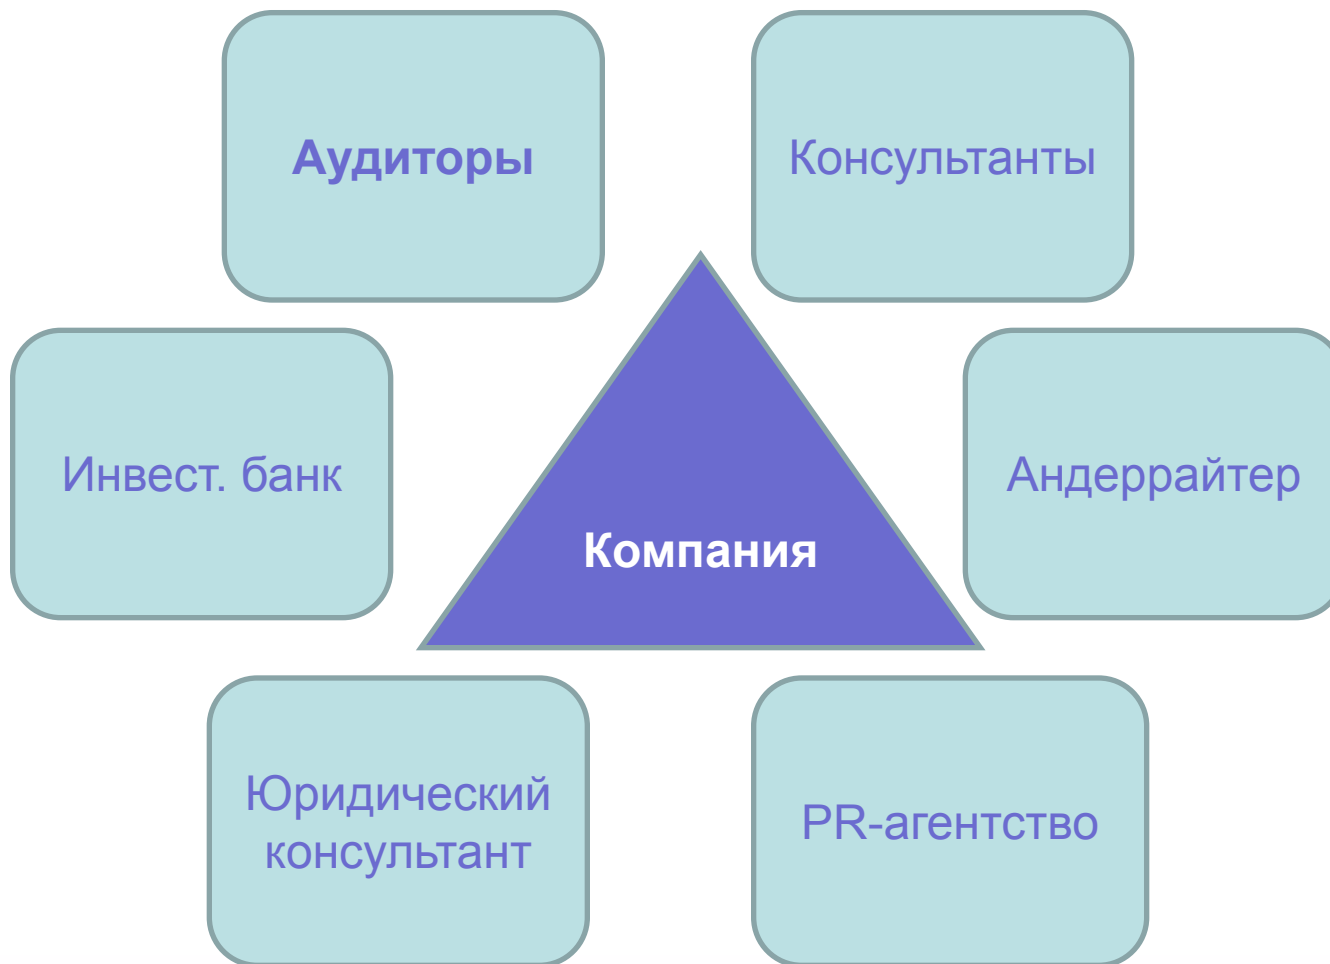 Аудиторы
Консультанты
Инвест. банк
Андеррайтер
Компания
Юридический
консультант
PR-агентство